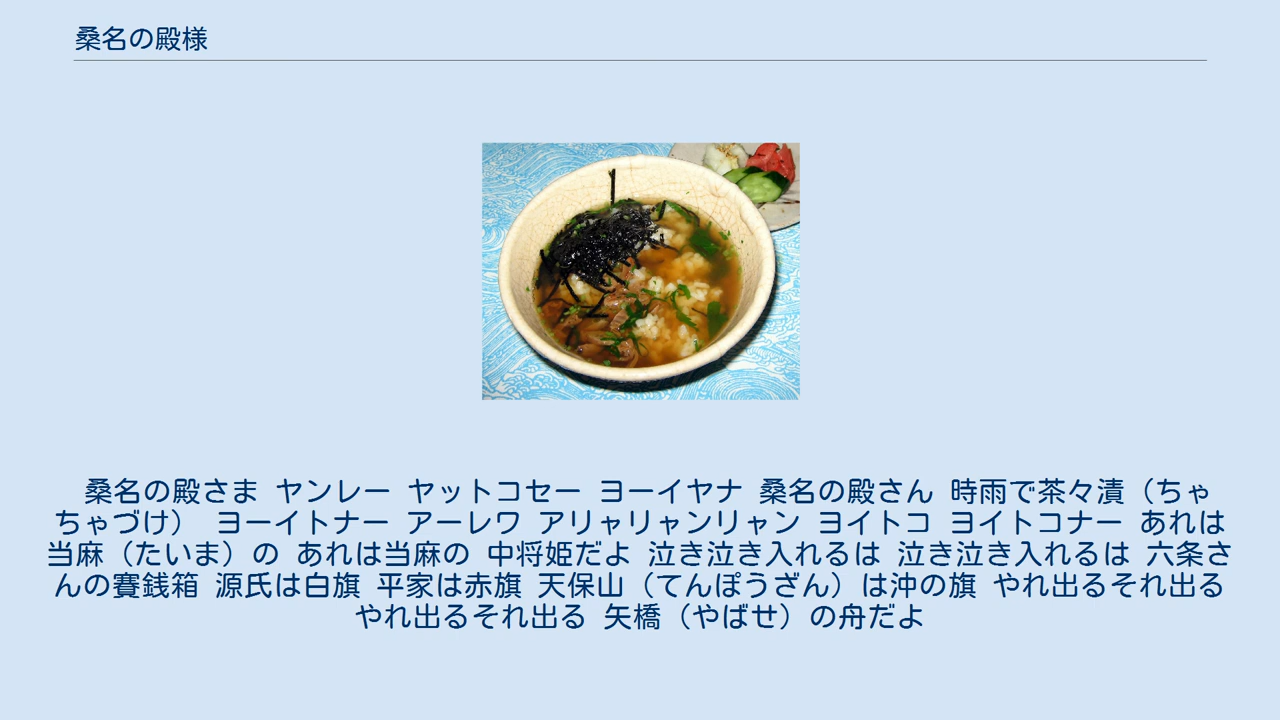 桑名の殿様
桑名の殿さま ヤンレー ヤットコセー ヨーイヤナ 桑名の殿さん 時雨で茶々漬（ちゃ
ちゃづけ） ヨーイトナー アーレワ アリャリャンリャン ヨイトコ ヨイトコナー あれは
当麻（たいま）の あれは当麻の 中将姫だよ 泣き泣き入れるは 泣き泣き入れるは 六条さ
んの賽銭箱 源氏は白旗 平家は赤旗 天保山（てんぽうざん）は沖の旗 やれ出るそれ出る
やれ出るそれ出る 矢橋（やばせ）の舟だよ